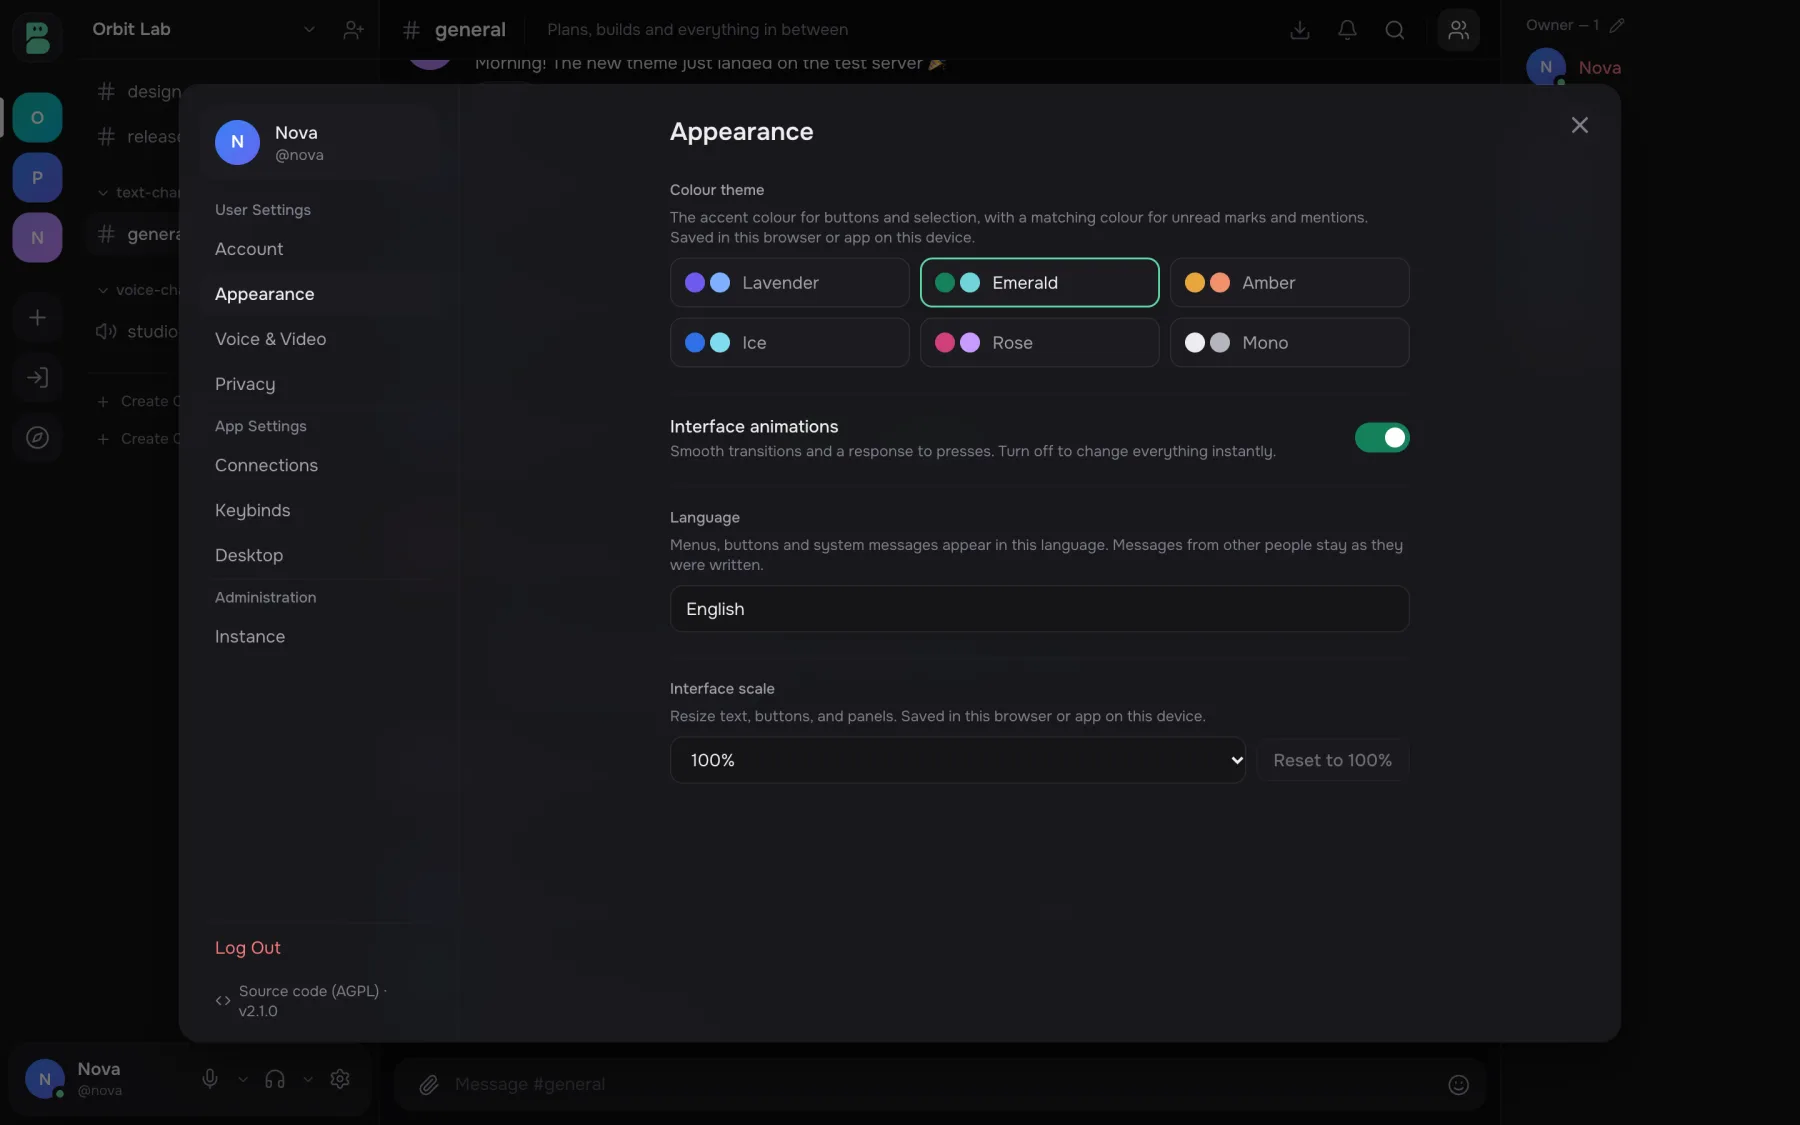 Orbit Lab
general
Plans, builds and everything in between
Owner – 1
Morning! The new theme just landed on the test server
N
Nova
design
O
release
P
text-cha
N
genera
voice-cha
studio
Create C
Create C
N
Nova
@nova
User Settings
Account
Appearance
Voice & Video
Privacy
App Settings
Connections
Keybinds
Desktop
Administration
Instance
Log Out
Source code (AGPL) ·
v2.1.0
Appearance
Colour theme
The accent colour for buttons and selection, with a matching colour for unread marks and mentions.
Saved in this browser or app on this device.
Lavender
Emerald
Amber
Ice
Rose
Mono
Interface animations
Smooth transitions and a response to presses. Turn off to change everything instantly.
Language
Menus, buttons and system messages appear in this language. Messages from other people stay as they
were written.
English
Interface scale
Resize text, buttons, and panels. Saved in this browser or app on this device.
100%
Reset to 100%
N
Nova
@nova
Message #general